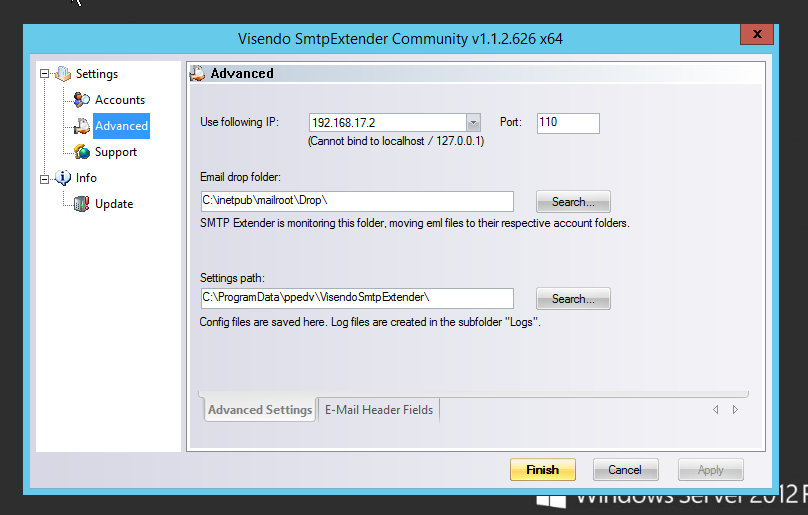 Visendo SmtpExtender Community v1.1.2.626 x64
x
Settings
Accounts
Advanced
Support
Info
Update
Advanced
Use following IP: 192.168.17.2 Port: 110
(Cannot bind to localhost / 127.0.0.1)
Email drop folder:
C:\inetpub\mailroot\Drop\ Search...
SMTP Extender is monitoring this folder, moving eml files to their respective account folders.
Settings path:
C:\ProgramData\ppedv\VisendoSmtpExtender\ Search...
Config files are saved here. Log files are created in the subfolder "Logs".
Advanced Settings E-Mail Header Fields
Finish Cancel Apply
Windows Server 2012